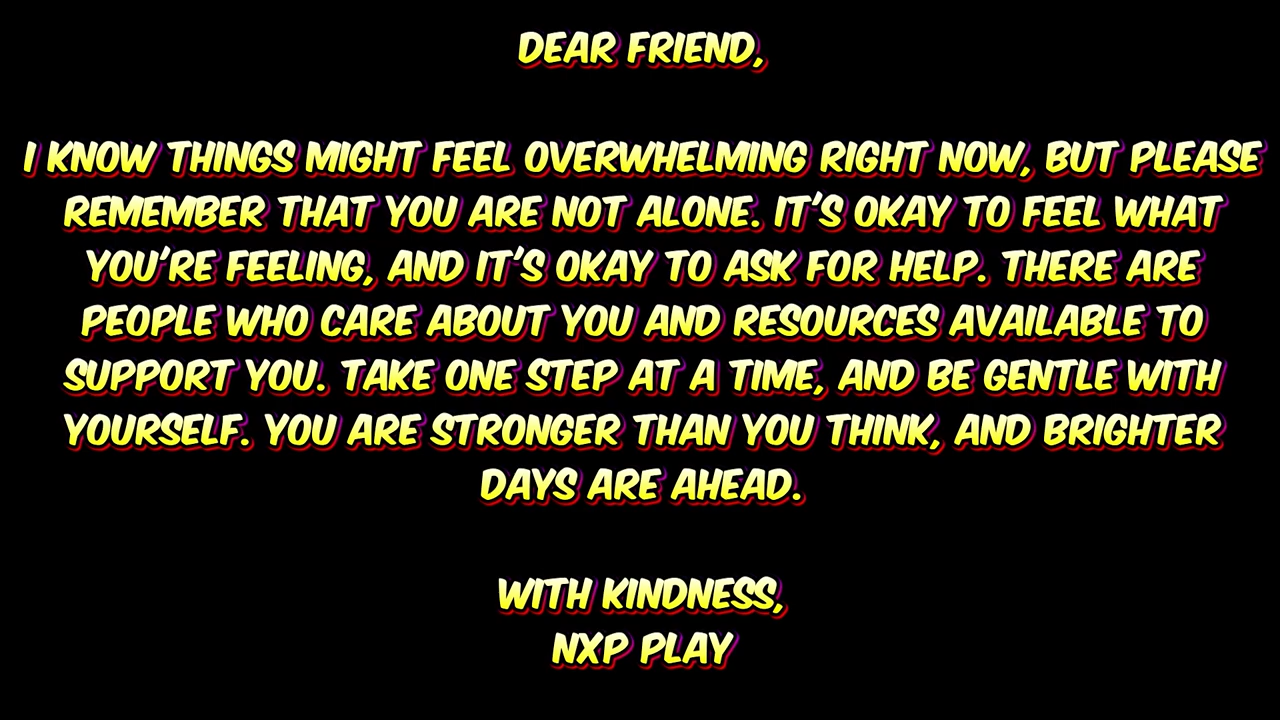 DEAR FRIEND,
I KNOW THINGS MIGHT FEEL OVERWHELMING RIGHT NOW, BUT PLEASE
REMEMBER THAT YOU ARE NOT ALONE. IT'S OKAY TO FEEL WHAT
YOU'RE FEELING, AND IT'S OKAY TO ASK FOR HELP. THERE ARE
PEOPLE WHO CARE ABOUT YOU AND RESOURCES AVAILABLE TO
SUPPORT YOU. TAKE ONE STEP AT A TIME, AND BE GENTLE WITH
YOURSELF. YOU ARE STRONGER THAN YOU THINK, AND BRIGHTER
DAYS ARE AHEAD.
WITH KINDNESS,
NXP PLAY